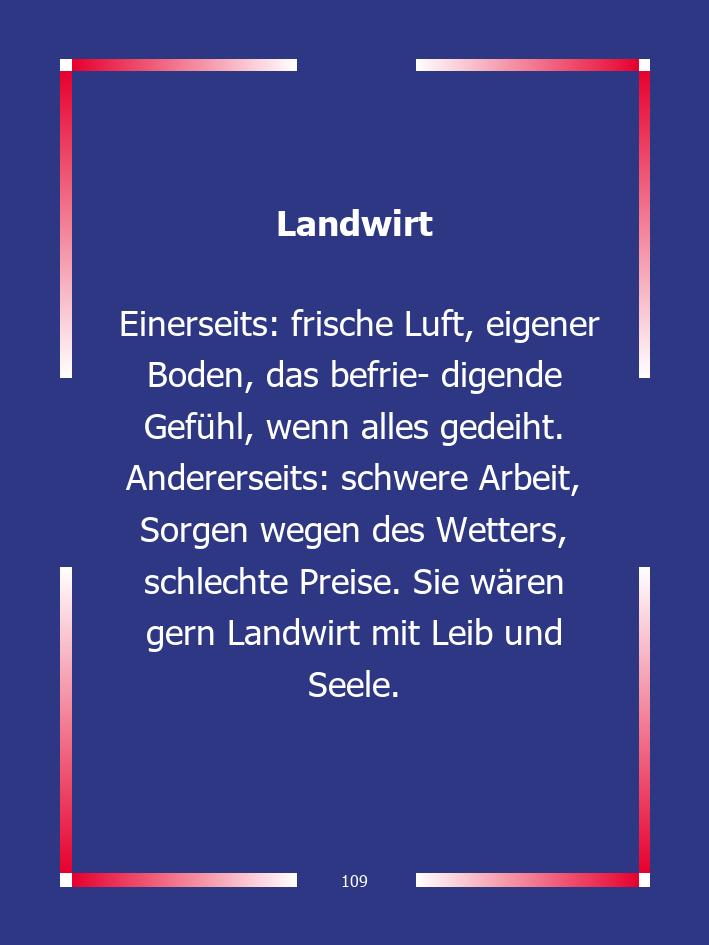 Landwirt
Einerseits: frische Luft, eigener
Boden, das befrie- digende
Gefühl, wenn alles gedeiht.
Andererseits: schwere Arbeit,
Sorgen wegen des Wetters,
schlechte Preise. Sie wären
gern Landwirt mit Leib und
Seele.
109